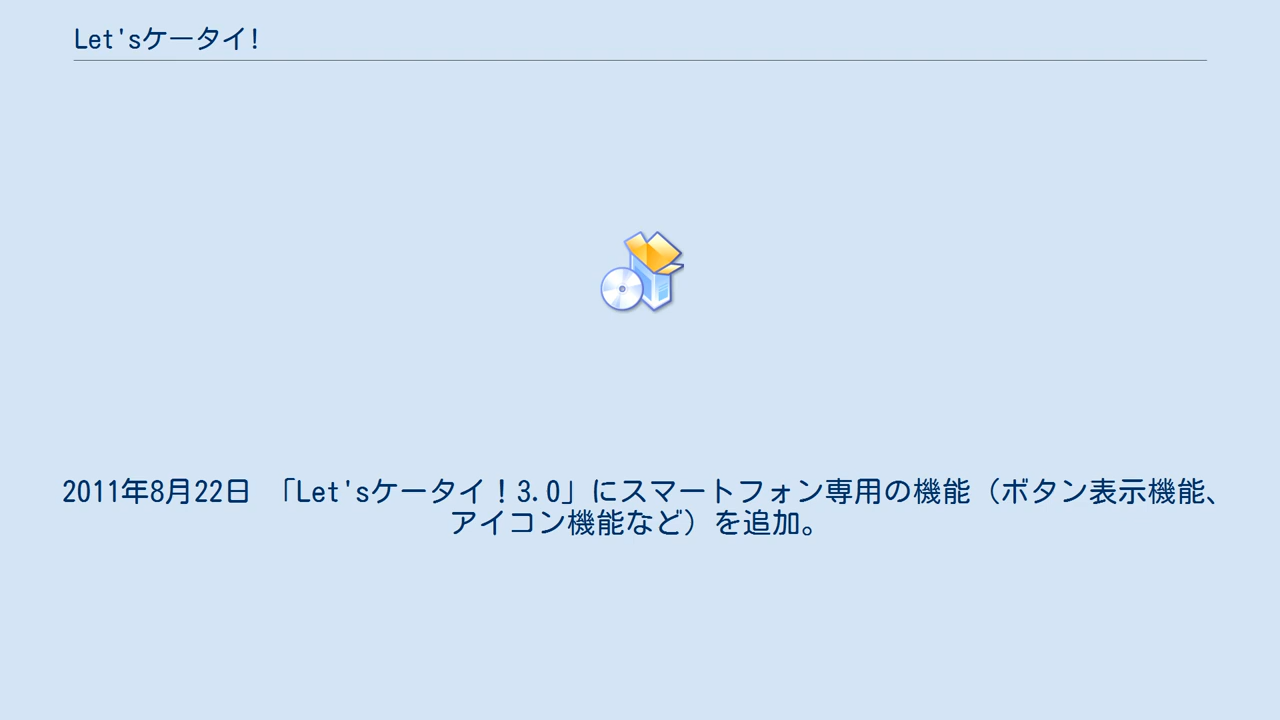 Let'sケータイ!
2011年8月22日　「Let'sケータイ！3.0」にスマートフォン専用の機能（ボタン表示機能、
アイコン機能など）を追加。